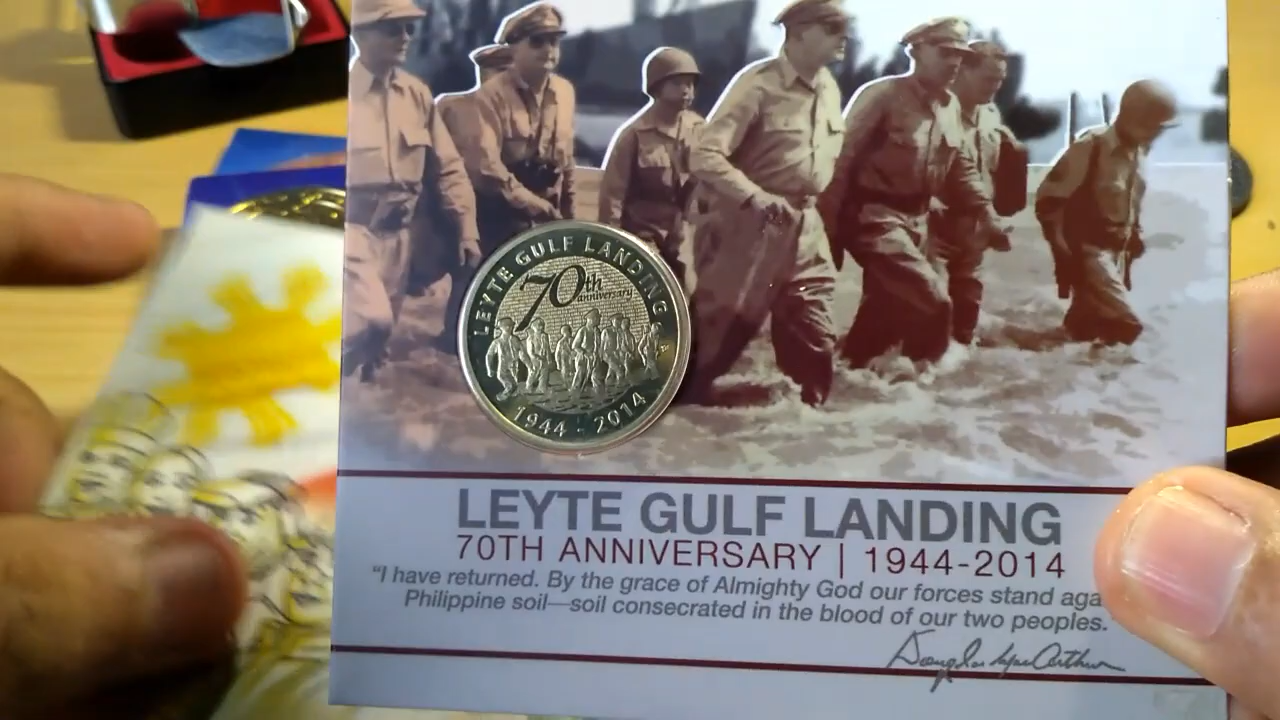 LEYTE GULF LANDING
70th
anniversary
1944 - 2014
LEYTE GULF LANDING
70TH ANNIVERSARY | 1944-2014
"I have returned. By the grace of Almighty God our forces stand aga
Philippine soil—soil consecrated in the blood of our two peoples.
Douglas MacArthur